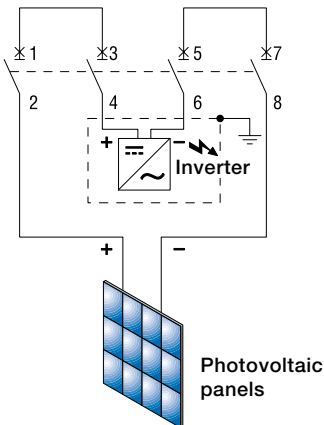 1 3 5 7
2 4 6 8
+ −
Inverter
+ −
Photovoltaic
panels